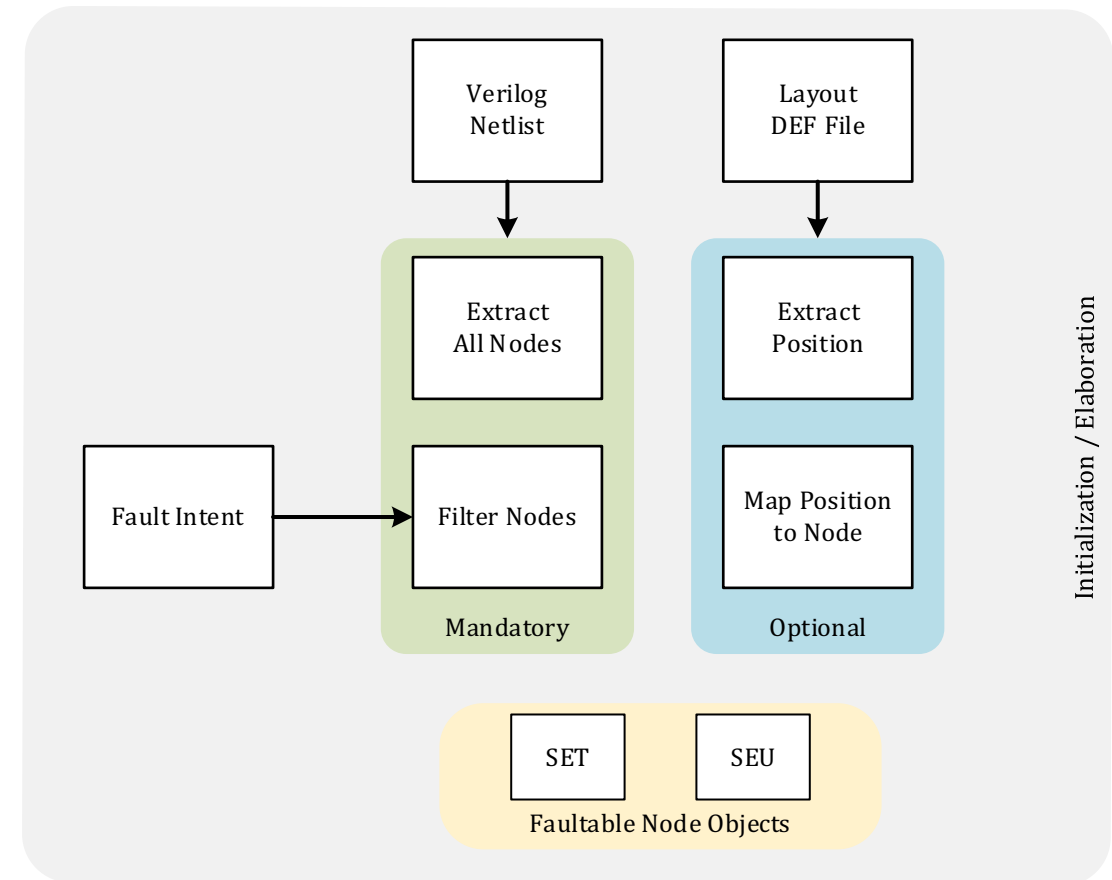 Verilog
Netlist
Layout
DEF File
Extract
All Nodes
Extract
Position
Fault Intent
Filter Nodes
Map Position
to Node
Mandatory
Optional
Initialization / Elaboration
SET
SEU
Faultable Node Objects